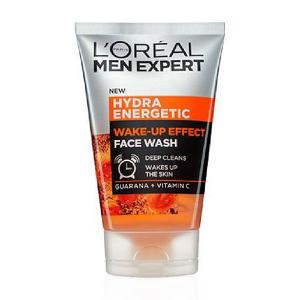 L'ORÉAL
PARIS
MEN EXPERT
NEW
HYDRA
ENERGETIC
WAKE-UP EFFECT
FACE WASH
DEEP CLEANS
WAKES UP
THE SKIN
GUARANA + VITAMIN C